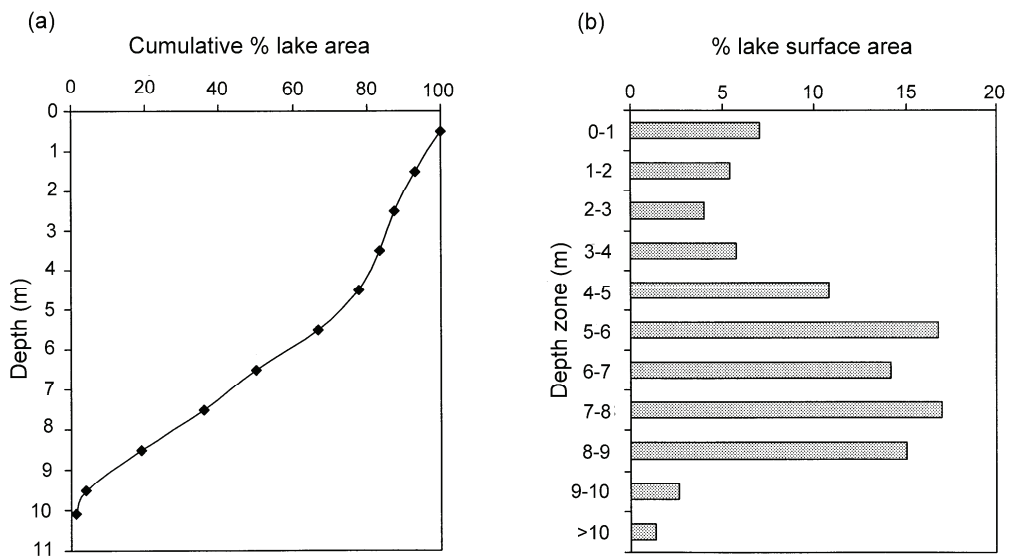 (a)
Cumulative % lake area
0 20 40 60 80 100
0
1
2
3
4
5
6
7
8
9
10
11
Depth (m)
(b)
% lake surface area
0 5 10 15 20
0-1
1-2
2-3
3-4
4-5
5-6
6-7
7-8
8-9
9-10
>10
Depth zone (m)